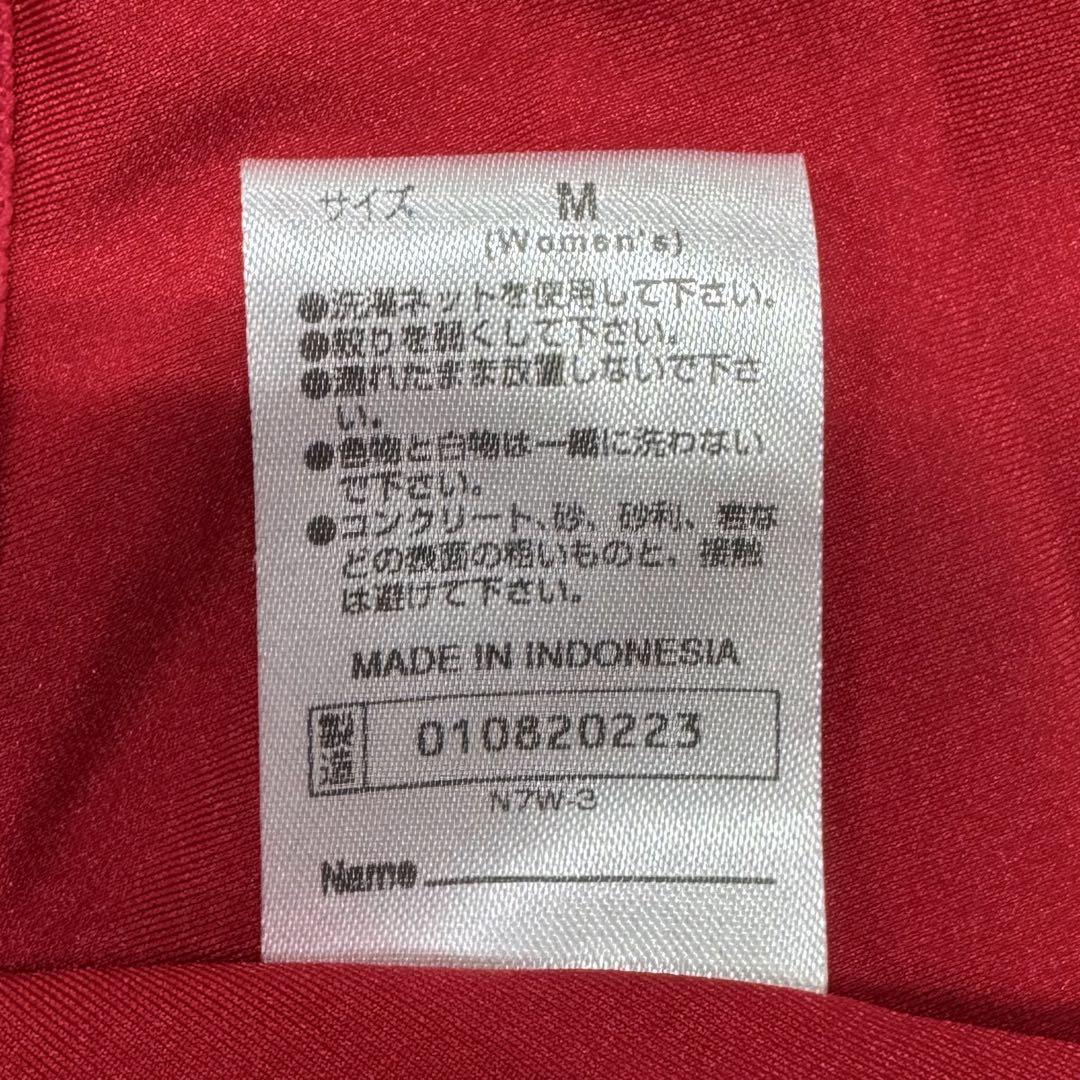 サイズ M
(Women's)
●洗濯ネットを使用して下さい。
●絞りを弱くして下さい。
●濡れたまま放置しないで下さ
い。
●色物と白物は一緒に洗わない
で下さい。
●コンクリート、砂、砂利、岩な
どの表面の粗いものと、接触
は避けて下さい。
MADE IN INDONESIA
製造 010820223
N7W-3
Name